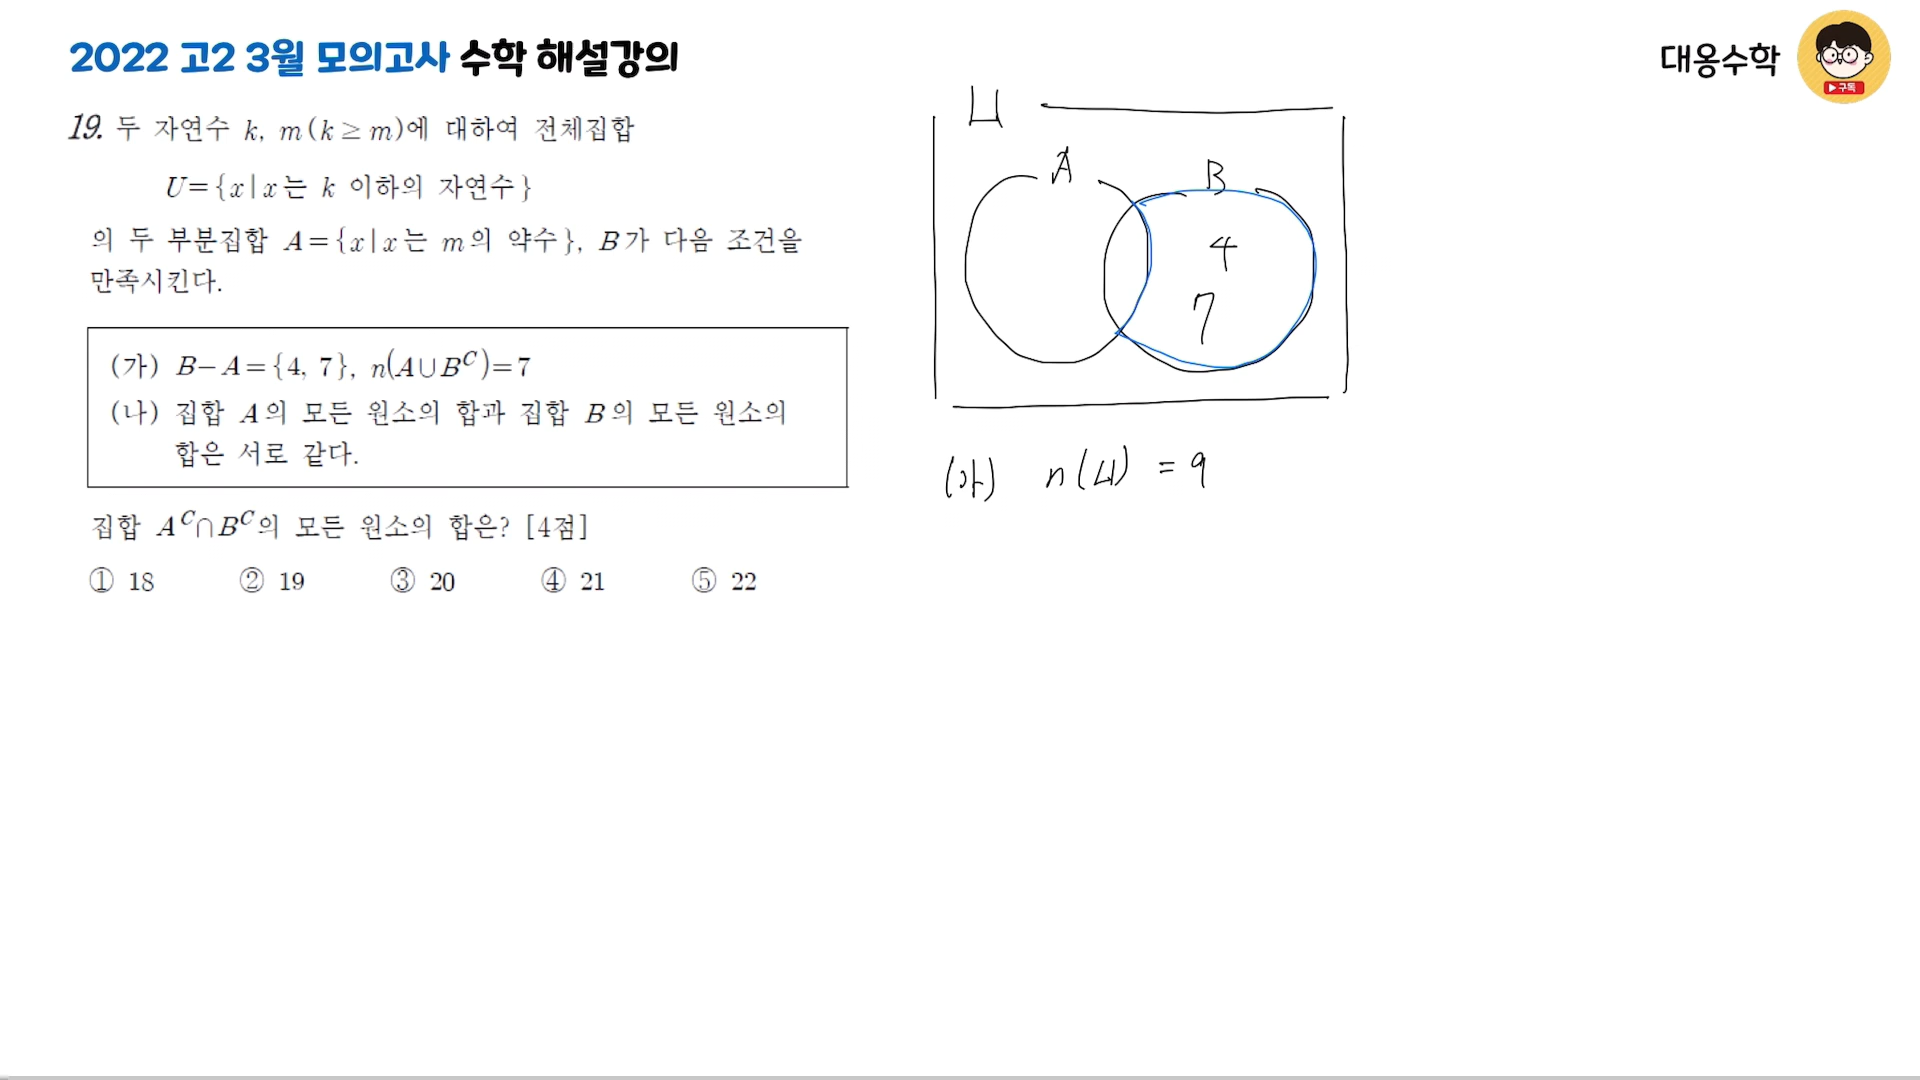 2022 고2 3월 모의고사 수학 해설강의
대웅수학
구독
19. 두 자연수 k, m(k≥m)에 대하여 전체집합
U={x|x는 k 이하의 자연수}
의 두 부분집합 A={x|x는 m의 약수}, B가 다음 조건을
만족시킨다.
(가) B−A={4, 7}, n(A∪B^C)=7
(나) 집합 A의 모든 원소의 합과 집합 B의 모든 원소의
합은 서로 같다.
집합 A^C∩B^C의 모든 원소의 합은? [4점]
① 18 ② 19 ③ 20 ④ 21 ⑤ 22
U
A
B
4
7
(가) n(U) = 9